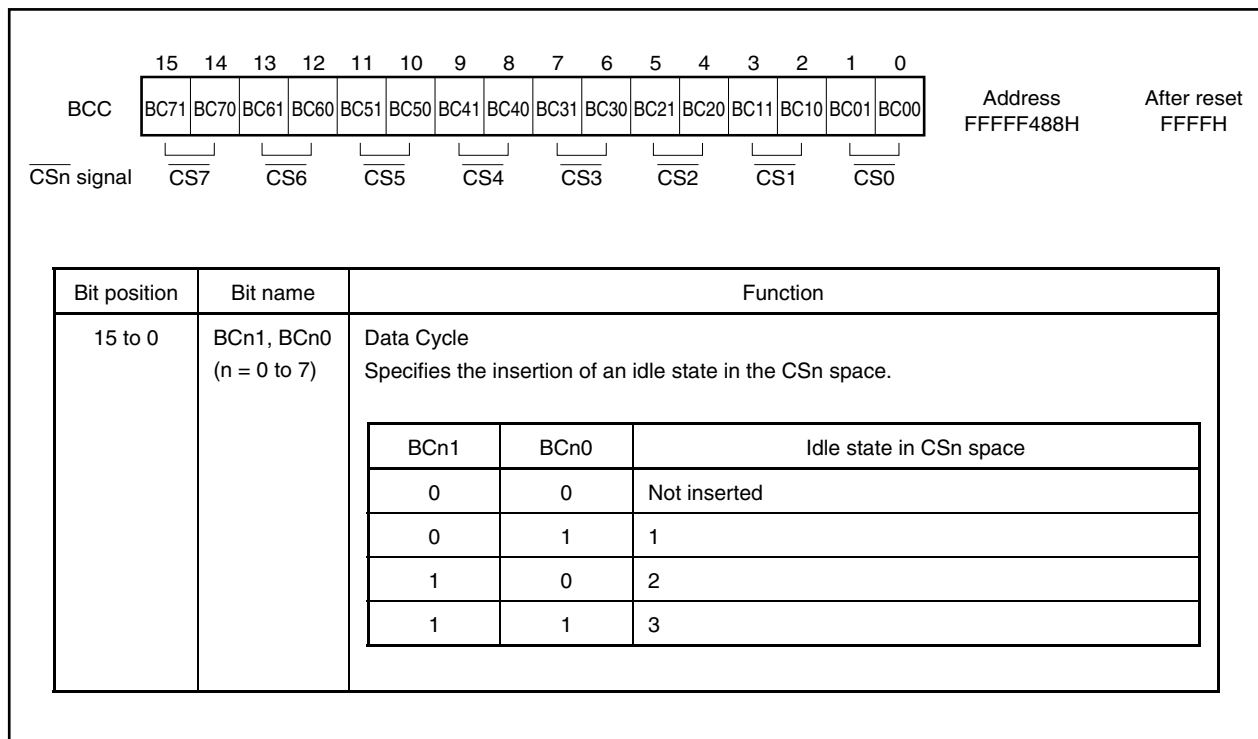 15 14 13 12 11 10 9 8 7 6 5 4 3 2 1 0
BCC BC71 BC70 BC61 BC60 BC51 BC50 BC41 BC40 BC31 BC30 BC21 BC20 BC11 BC10 BC01 BC00
Address After reset
FFFFF488H FFFFH
CSn signal CS7 CS6 CS5 CS4 CS3 CS2 CS1 CS0
Bit position Bit name Function
15 to 0 BCn1, BCn0 Data Cycle
(n = 0 to 7) Specifies the insertion of an idle state in the CSn space.
BCn1 BCn0 Idle state in CSn space
0 0 Not inserted
0 1 1
1 0 2
1 1 3